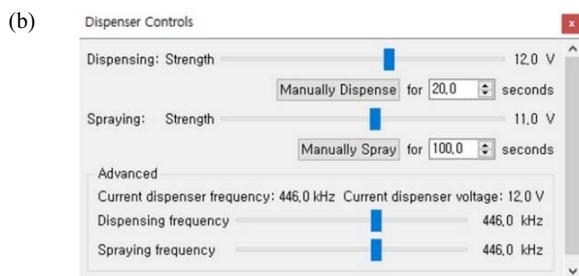 (b)
Dispenser Controls
x
Dispensing: Strength 12,0 V
Manually Dispense for 20,0 seconds
Spraying: Strength 11,0 V
Manually Spray for 100,0 seconds
Advanced
Current dispenser frequency: 446,0 kHz Current dispenser voltage: 12,0 V
Dispensing frequency 446,0 kHz
Spraying frequency 446,0 kHz